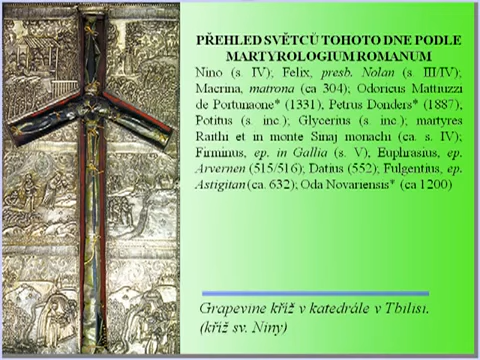 PŘEHLED SVĚTCŮ TOHOTO DNE PODLE
MARTYROLOGIUM ROMANUM
Nino (s. IV); Felix, presb. Nolan (s. III/IV);
Macrina, matrona (ca 304); Odoricus Mattiuzzi
de Portunaone* (1331), Petrus Donders* (1887),
Potitus (s. inc.); Glycerius (s. inc.); martyres
Raithi et in monte Sinaj monachi (ca. s. IV);
Firminus, ep. in Gallia (s. V), Euphrasius, ep.
Arvernen (515/516); Datius (552); Fulgentius, ep.
Astigitan (ca. 632); Oda Novariensis* (ca 1200)
Grapevine kříž v katedrále v Tbilisi.
(kříž sv. Niny)